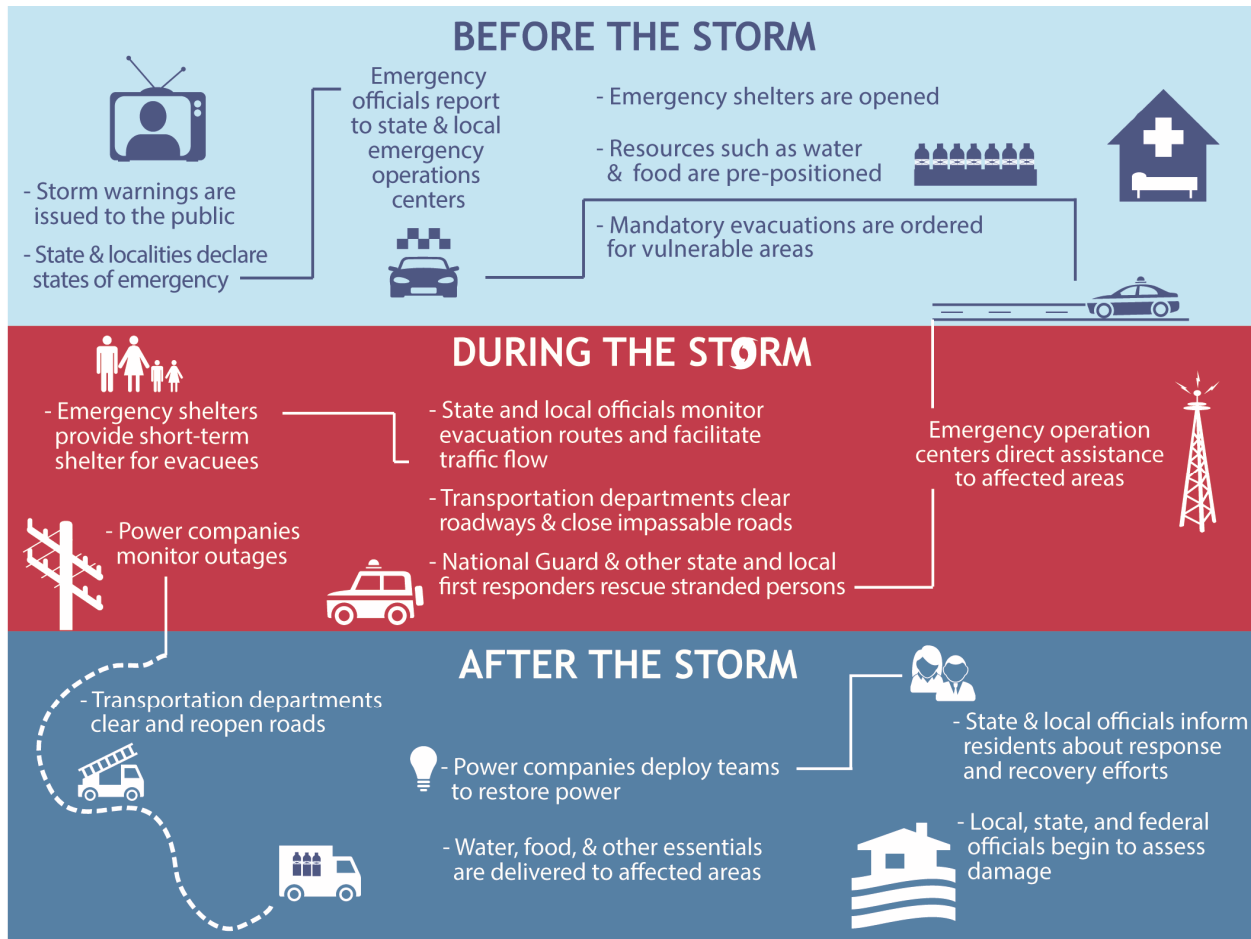 BEFORE THE STORM
- Storm warnings are
issued to the public
- State & localities declare
states of emergency
Emergency
officials report
to state & local
emergency
operations
centers
- Emergency shelters are opened
- Resources such as water
& food are pre-positioned
- Mandatory evacuations are ordered
for vulnerable areas
DURING THE STORM
- Emergency shelters
provide short-term
shelter for evacuees
- Power companies
monitor outages
- State and local officials monitor
evacuation routes and facilitate
traffic flow
- Transportation departments clear
roadways & close impassable roads
- National Guard & other state and local
first responders rescue stranded persons
Emergency operation
centers direct assistance
to affected areas
AFTER THE STORM
- Transportation departments
clear and reopen roads
- Power companies deploy teams
to restore power
- Water, food, & other essentials
are delivered to affected areas
- State & local officials inform
residents about response
and recovery efforts
- Local, state, and federal
officials begin to assess
damage